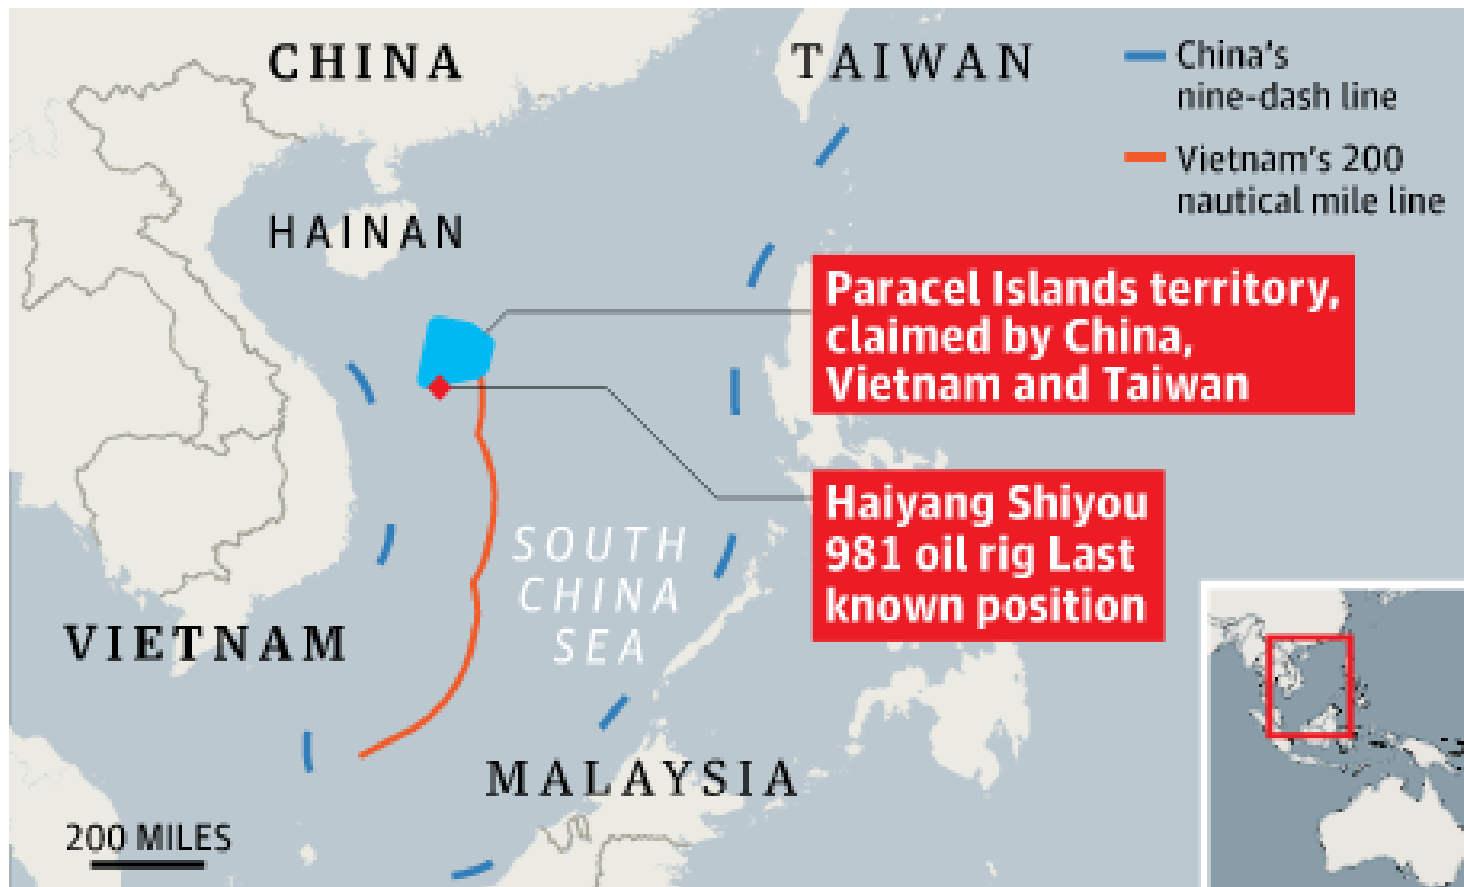 CHINA
TAIWAN
China's
nine-dash line
Vietnam's 200
nautical mile line
HAINAN
Paracel Islands territory,
claimed by China,
Vietnam and Taiwan
Haiyang Shiyou
981 oil rig Last
known position
SOUTH
CHINA
SEA
VIETNAM
MALAYSIA
200 MILES